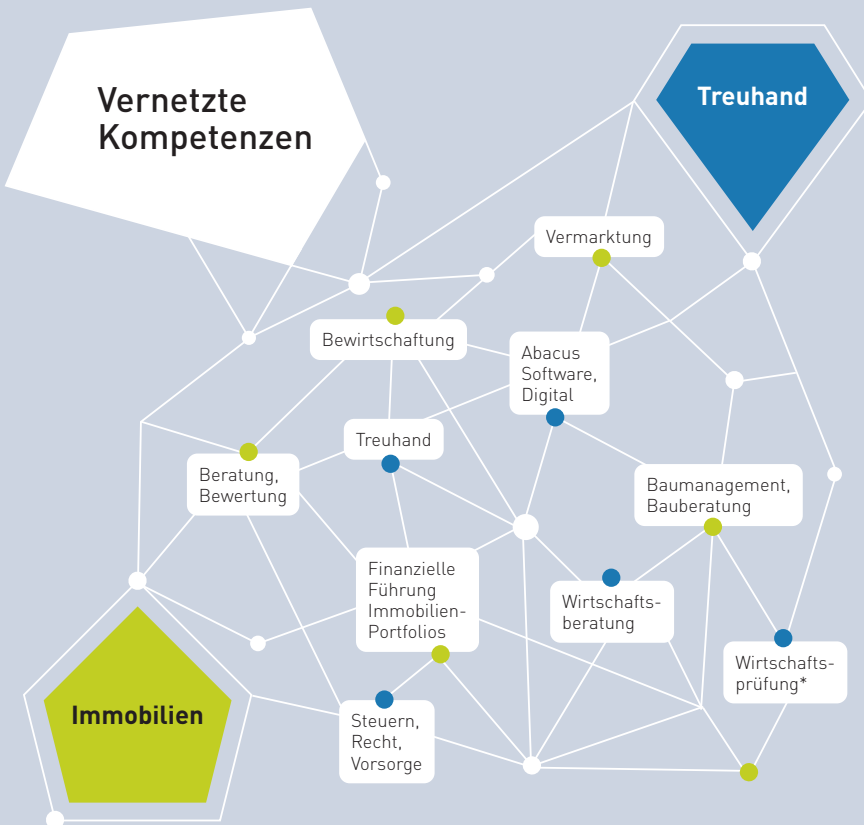 Vernetzte
Kompetenzen
Treuhand
Vermarktung
Bewirtschaftung
Abacus
Software,
Digital
Treuhand
Beratung,
Bewertung
Baumanagement,
Bauberatung
Finanzielle
Führung
Immobilien-
Portfolios
Wirtschafts-
beratung
Wirtschafts-
prüfung*
Immobilien
Steuern,
Recht,
Vorsorge